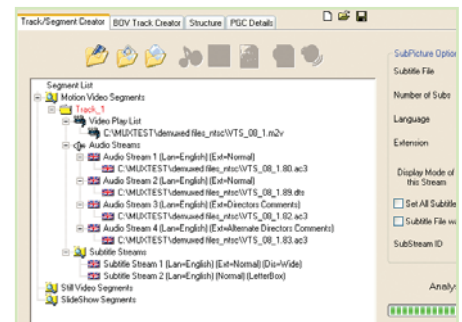 Track/Segment Creator BOV Track Creator Structure PGC Details
Segment List
Motion Video Segments
Track_1
Video Play List
C:\MUXTEST\demuxed files_ntsc\VTS_08_1.m2v
Audio Streams
Audio Stream 1 (Lan=English) (Ext=Normal)
C:\MUXTEST\demuxed files_ntsc\VTS_08_1.80.ac3
Audio Stream 2 (Lan=English) (Ext=Normal)
C:\MUXTEST\demuxed files_ntsc\VTS_08_1.89.dts
Audio Stream 3 (Lan=English) (Ext=Directors Comments)
C:\MUXTEST\demuxed files_ntsc\VTS_08_1.82.ac3
Audio Stream 4 (Lan=English) (Ext=Alternate Directors Comments)
C:\MUXTEST\demuxed files_ntsc\VTS_08_1.83.ac3
Subtitle Streams
Subtitle Stream 1 (Lan=English) (Ext=Normal) (Dis=Wide)
Subtitle Stream 2 (Lan=English) (Normal) (LetterBox)
Still Video Segments
SlideShow Segments
SubPicture Optio
Subtitle File
Number of Subs
Language
Extension
Display Mode of
this Stream
Set All Subtitle
Subtitle File wa
SubStream ID
Analy